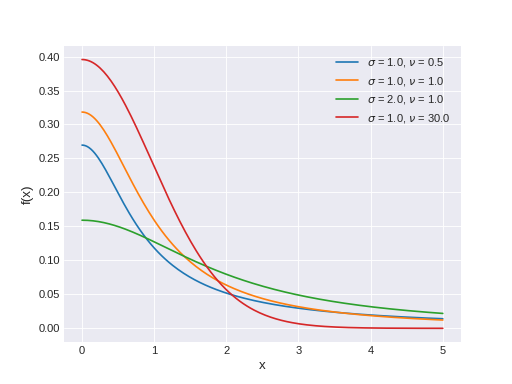 0.40
0.35
0.30
0.25
0.20
0.15
0.10
0.05
0.00
f(x)
σ = 1.0, ν = 0.5
σ = 1.0, ν = 1.0
σ = 2.0, ν = 1.0
σ = 1.0, ν = 30.0
0 1 2 3 4 5
x